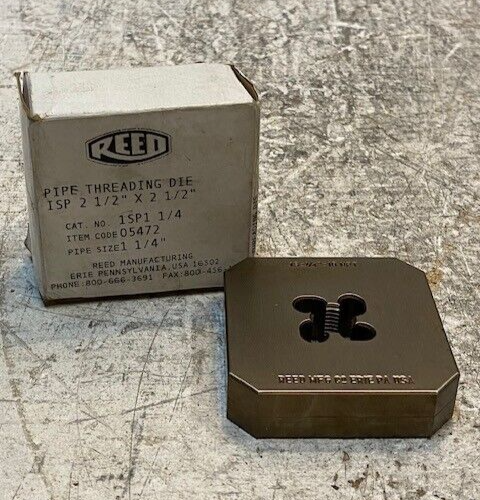 REED
PIPE THREADING DIE
ISP 2 1/2" X 2 1/2"
CAT. NO. 1SP1 1/4
ITEM CODE 05472
PIPE SIZE 1 1/4"
REED MANUFACTURING
ERIE PENNSYLVANIA, USA 16302
PHONE:800-666-3691 FAX:800-456
REED MFG CO ERIE PA USA